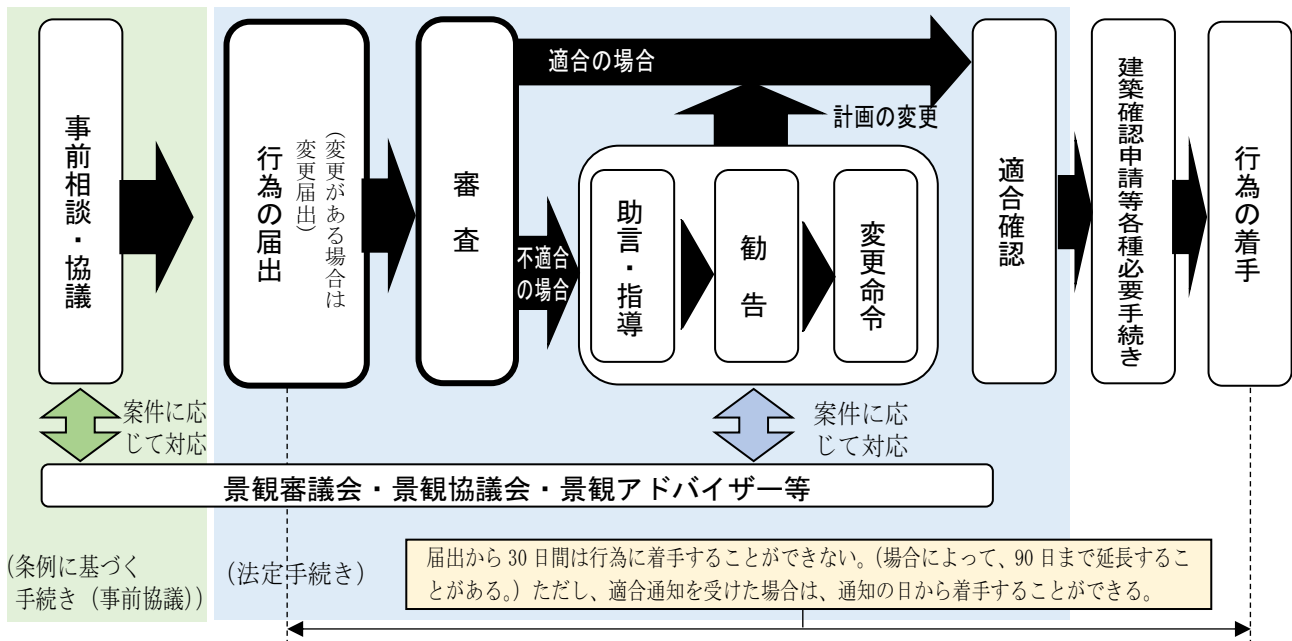 事前相談・協議
行為の届出
(変更がある場合は
変更届出)
審査
適合の場合
不適合
の場合
助言・指導
勧告
変更命令
計画の変更
適合確認
建築確認申請等各種必要手続き
行為の着手
案件に応
じて対応
案件に応
じて対応
景観審議会・景観協議会・景観アドバイザー等
(条例に基づく
手続き（事前協議）)
(法定手続き)
届出から 30 日間は行為に着手することができない。(場合によって、90 日まで延長するこ
とがある。) ただし、適合通知を受けた場合は、通知の日から着手することができる。